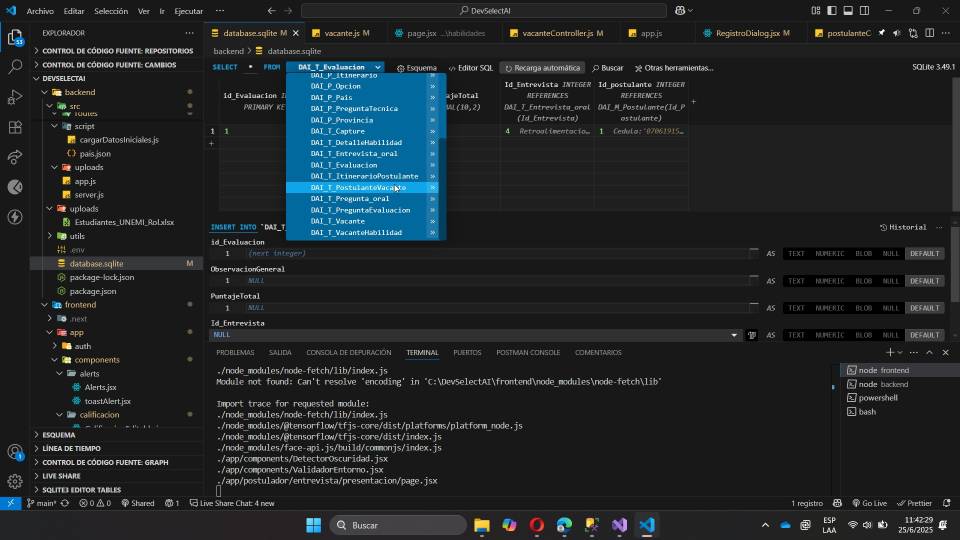 Archivo Editar Selección Ver Ir Ejecutar ... DevSelectAI
EXPLORADOR
CONTROL DE CÓDIGO FUENTE: REPOSITORIOS
CONTROL DE CÓDIGO FUENTE: CAMBIOS
DEVSELECTAI
backend
src
routes
script
cargarDatosIniciales.js
pais.json
uploads
app.js
server.js
uploads
Estudiantes_UNEMI_Rol.xlsx
utils
.env
database.sqlite M
package-lock.json
package.json
frontend
.next
app
auth
components
alerts
Alerts.jsx
toastAlert.jsx
calificacion
ESQUEMA
LÍNEA DE TIEMPO
CONTROL DE CÓDIGO FUENTE: GRAPH
LIVE SHARE
SQLITE3 EDITOR TABLES
database.sqlite M vacante.js M page.jsx ...\habilidades vacanteController.js M app.js RegistroDialog.jsx M postulanteC
backend > database.sqlite
SELECT * FROM DAI_T_Evaluacion Esquema Editor SQL Recarga automática Buscar Otras herramientas... SQLite 3.49.1
DAI_P_Itinerario
DAI_P_Opcion
DAI_P_Pais
DAI_P_PreguntaTecnica
DAI_P_Provincia
DAI_T_Capture
DAI_T_DetalleHabilidad
DAI_T_Entrevista_oral
DAI_T_Evaluacion
DAI_T_ItinerarioPostulante
DAI_T_PostulanteVacante
DAI_T_Pregunta_oral
DAI_T_PreguntaEvaluacion
DAI_T_Vacante
DAI_T_VacanteHabilidad
id_Evaluacion
PRIMARY KE
Id_Entrevista INTEGER
REFERENCES
DAI_T_Entrevista_oral
(Id_Entrevista)
Id_postulante INTEGER
REFERENCES
DAI_M_Postulante(Id_P
ostulante)
1 1 4 Retroalimentacio... 1 Cedula:'07061915...
INSERT INTO `DAI_T_ Historial ...
id_Evaluacion
1 (next integer) AS TEXT NUMERIC BLOB NULL DEFAULT
ObservacionGeneral
1 NULL AS TEXT NUMERIC BLOB NULL DEFAULT
PuntajeTotal
1 NULL AS TEXT NUMERIC BLOB NULL DEFAULT
Id_Entrevista
NULL AS TEXT NUMERIC BLOB NULL DEFAULT
PROBLEMAS SALIDA CONSOLA DE DEPURACIÓN TERMINAL PUERTOS POSTMAN CONSOLE COMENTARIOS
./node_modules/node-fetch/lib/index.js
Module not found: Can't resolve 'encoding' in 'C:\DevSelectAI\frontend\node_modules\node-fetch\lib'
Import trace for requested module:
./node_modules/node-fetch/lib/index.js
./node_modules/@tensorflow/tfjs-core/dist/platforms/platform_node.js
./node_modules/@tensorflow/tfjs-core/dist/index.js
./node_modules/face-api.js/build/commonjs/index.js
./app/components/DetectorOscuridad.jsx
./app/components/ValidadorEntorno.jsx
./app/postulador/entrevista/presentacion/page.jsx
node frontend
node backend
powershell
bash
main* 0 0 Shared 1 Live Share Chat: 4 new 1 registro Go Live Prettier
Buscar
ESP
LAA
11:42:29
25/6/2025